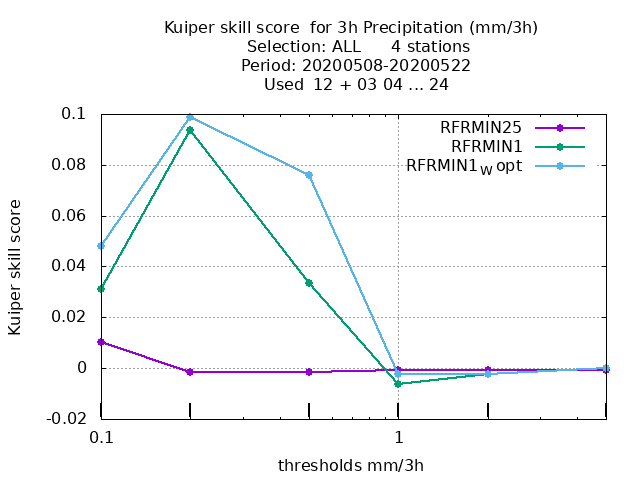 Kuiper skill score  for 3h Precipitation (mm/3h)
Selection: ALL      4 stations
Period: 20200508-20200522
Used  12 + 03 04 ... 24
RFRMIN25
RFRMIN1
RFRMIN1w opt
0.1
0.08
0.06
0.04
0.02
0
-0.02
Kuiper skill score
0.1 1
thresholds mm/3h